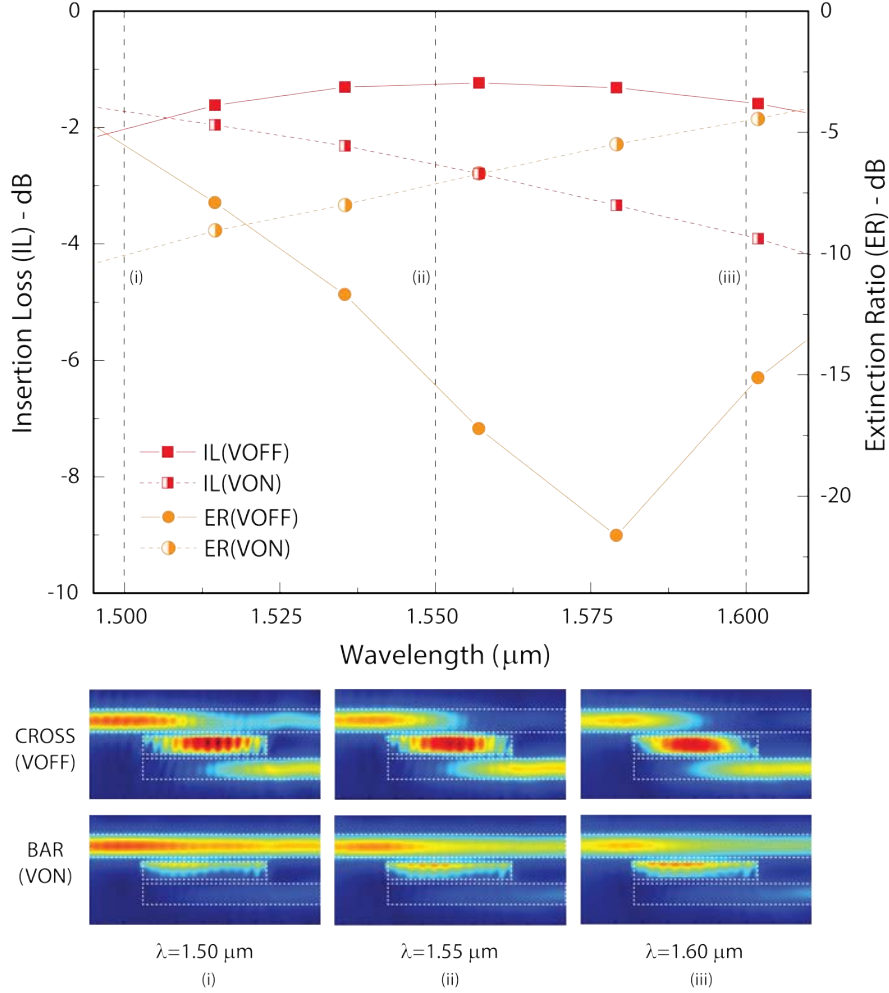 0
-2
-4
-6
-8
-10
Insertion Loss (IL) - dB
0
-5
-10
-15
-20
Extinction Ratio (ER) - dB
(i)
(ii)
(iii)
IL(VOFF)
IL(VON)
ER(VOFF)
ER(VON)
1.500 1.525 1.550 1.575 1.600
Wavelength (μm)
CROSS
(VOFF)
BAR
(VON)
λ=1.50 μm λ=1.55 μm λ=1.60 μm
(i) (ii) (iii)